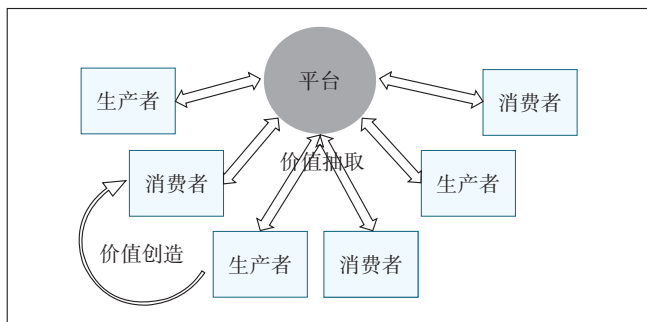 平台
生产者
消费者
价值抽取
消费者
生产者
价值创造
生产者
消费者